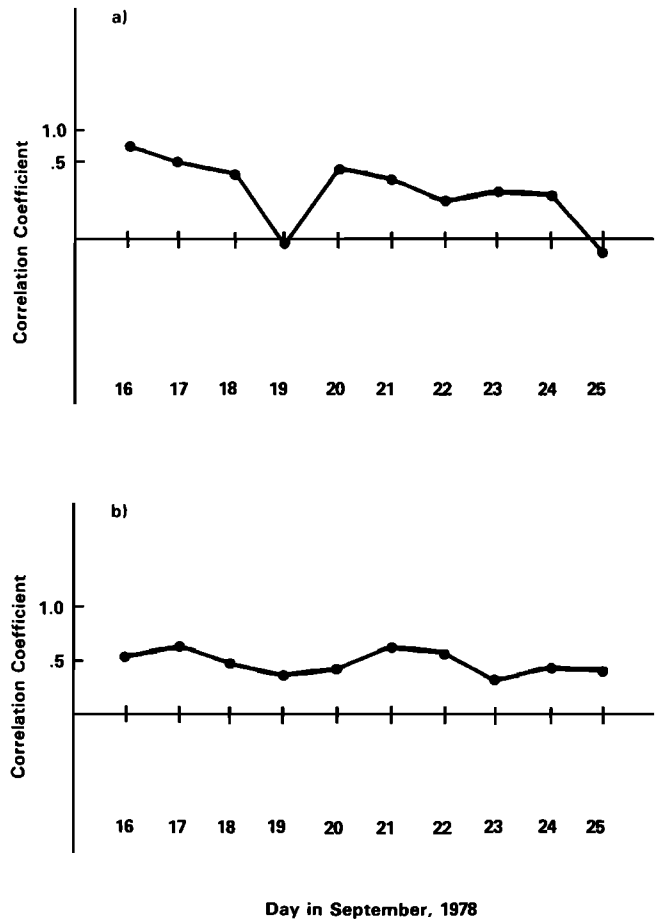 a)
Correlation Coefficient
1.0
.5
16 17 18 19 20 21 22 23 24 25
b)
Correlation Coefficient
1.0
.5
16 17 18 19 20 21 22 23 24 25
Day in September, 1978